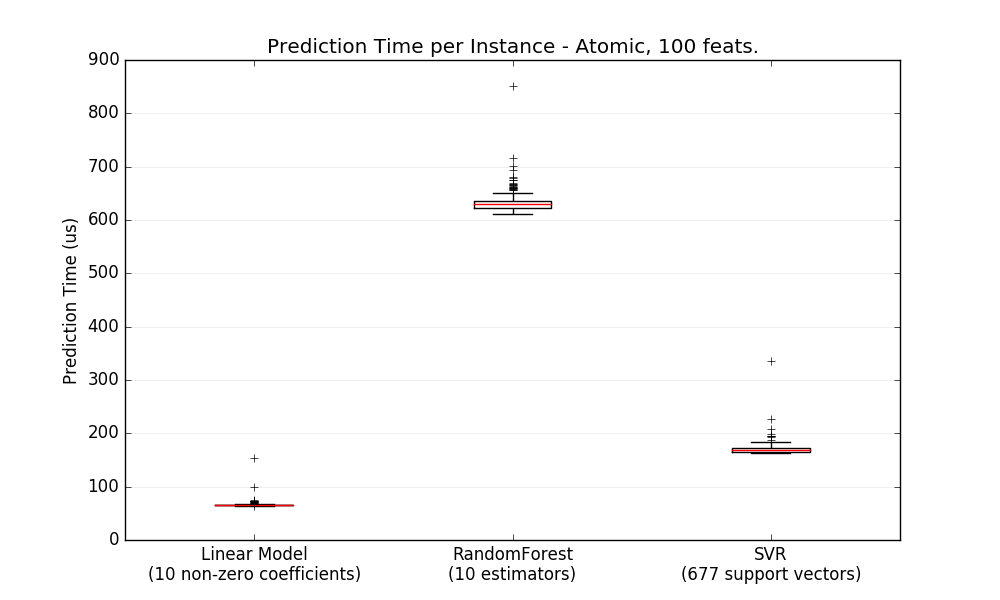 Prediction Time per Instance - Atomic, 100 feats.
900
800
700
600
500
400
300
200
100
0
Prediction Time (us)
Linear Model
(10 non-zero coefficients)
RandomForest
(10 estimators)
SVR
(677 support vectors)